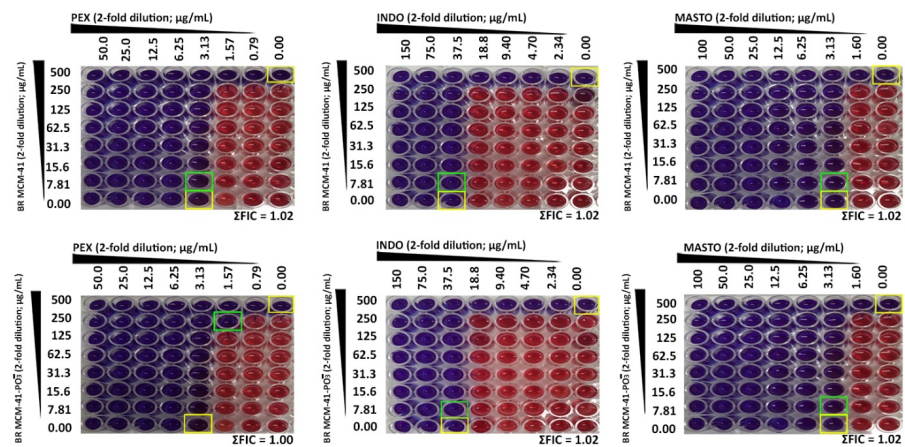 PEX (2-fold dilution; µg/mL)
50.0 25.0 12.5 6.25 3.13 1.57 0.79 0.00
BR MCM-41 (2-fold dilution; µg/mL)
500
250
125
62.5
31.3
15.6
7.81
0.00
ΣFIC = 1.02
INDO (2-fold dilution; µg/mL)
150 75.0 37.5 18.8 9.40 4.70 2.34 0.00
BR MCM-41 (2-fold dilution; µg/mL)
500
250
125
62.5
31.3
15.6
7.81
0.00
ΣFIC = 1.02
MASTO (2-fold dilution; µg/mL)
100 50.0 25.0 12.5 6.25 3.13 1.60 0.00
BR MCM-41 (2-fold dilution; µg/mL)
500
250
125
62.5
31.3
15.6
7.81
0.00
ΣFIC = 1.02
PEX (2-fold dilution; µg/mL)
50.0 25.0 12.5 6.25 3.13 1.57 0.79 0.00
BR MCM-41-PO₃⁻ (2-fold dilution; µg/mL)
500
250
125
62.5
31.3
15.6
7.81
0.00
ΣFIC = 1.00
INDO (2-fold dilution; µg/mL)
150 75.0 37.5 18.8 9.40 4.70 2.34 0.00
BR MCM-41-PO₃⁻ (2-fold dilution; µg/mL)
500
250
125
62.5
31.3
15.6
7.81
0.00
ΣFIC = 1.02
MASTO (2-fold dilution; µg/mL)
100 50.0 25.0 12.5 6.25 3.13 1.60 0.00
BR MCM-41-PO₃⁻ (2-fold dilution; µg/mL)
500
250
125
62.5
31.3
15.6
7.81
0.00
ΣFIC = 1.02